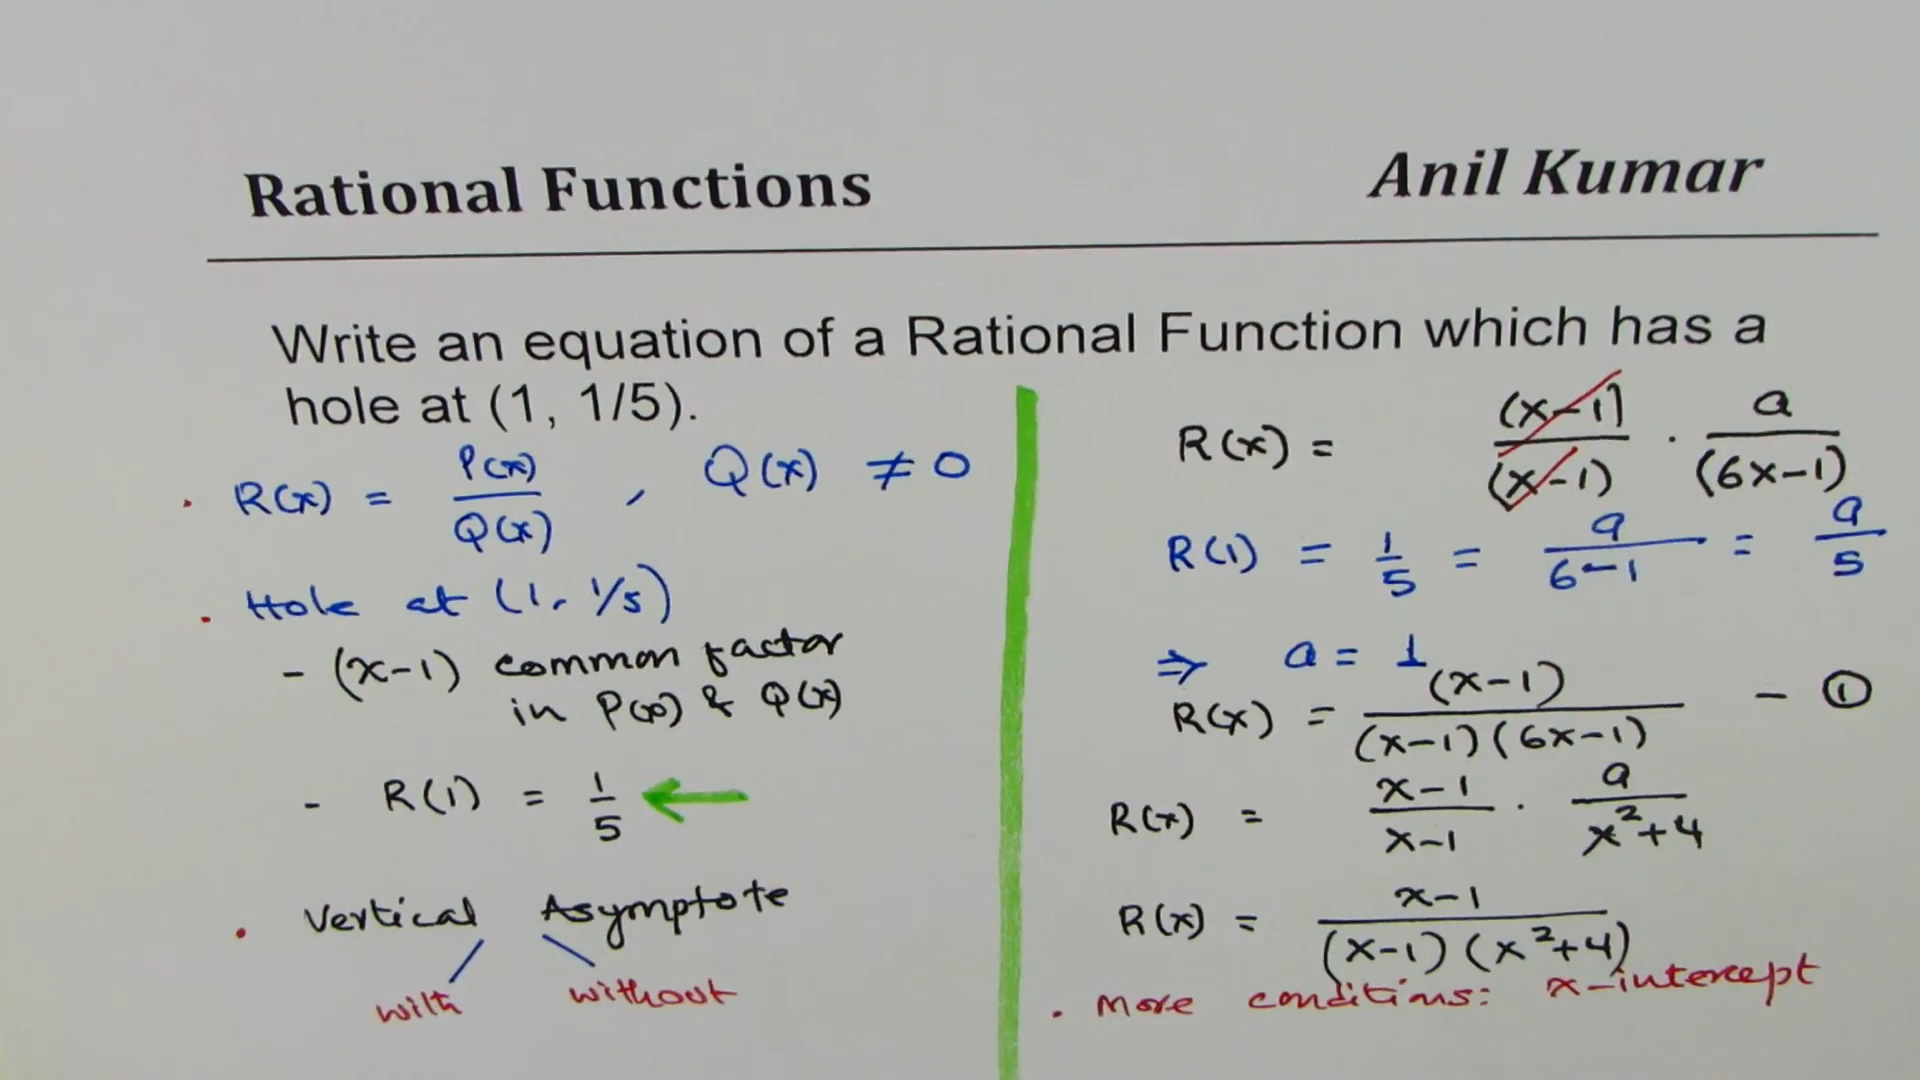 Rational Functions
Anil Kumar
Write an equation of a Rational Function which has a
hole at (1, 1/5).
. R(x) = P(x)/Q(x) , Q(x) ≠ 0
. Hole at (1, 1/5)
- (x-1) common factor
in P(x) & Q(x)
- R(1) = 1/5 ←
. Vertical Asymptote
with without
R(x) = (x-1)/(x-1) · a/(6x-1)
R(1) = 1/5 = a/(6-1) = a/5
⇒ a = 1
R(x) = (x-1)/((x-1)(6x-1)) - ①
R(x) = x-1/x-1 · a/x²+4
R(x) = x-1/(x-1)(x²+4)
. More conditions: x-intercept